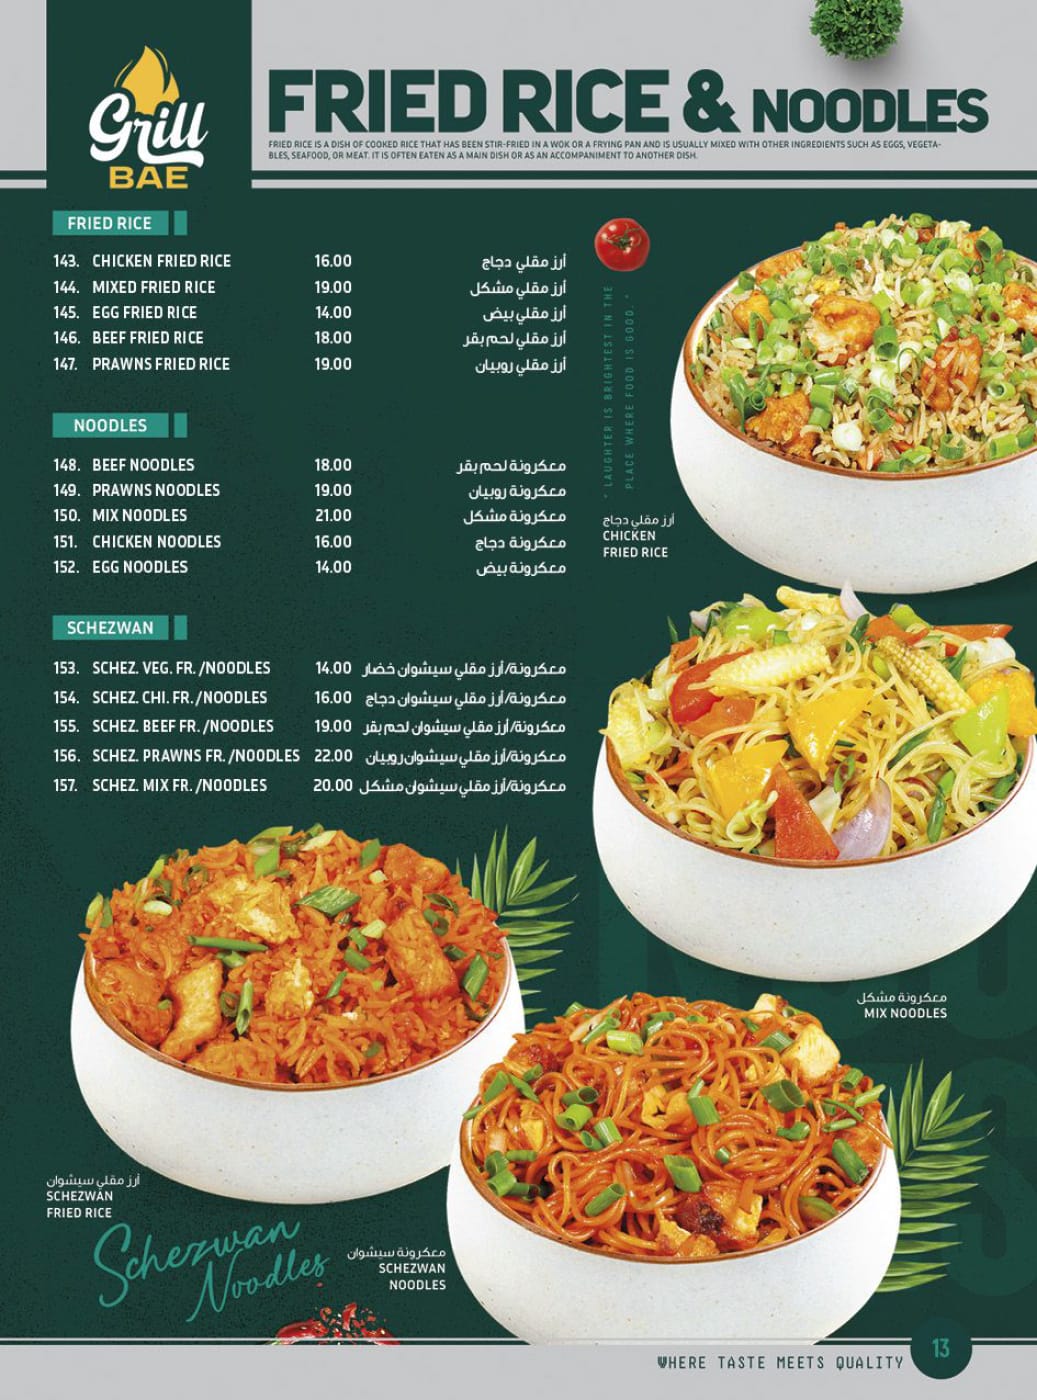 Grill
BAE
FRIED RICE & NOODLES
FRIED RICE IS A DISH OF COOKED RICE THAT HAS BEEN STIR-FRIED IN A WOK OR A FRYING PAN AND IS USUALLY MIXED WITH OTHER INGREDIENTS SUCH AS EGGS, VEGETA-
BLES, SEAFOOD, OR MEAT. IT IS OFTEN EATEN AS A MAIN DISH OR AS AN ACCOMPANIMENT TO ANOTHER DISH.
FRIED RICE
143. CHICKEN FRIED RICE 16.00 أرز مقلي دجاج
144. MIXED FRIED RICE 19.00 أرز مقلي مشكل
145. EGG FRIED RICE 14.00 أرز مقلي بيض
146. BEEF FRIED RICE 18.00 أرز مقلي لحم بقر
147. PRAWNS FRIED RICE 19.00 أرز مقلي روبيان
NOODLES
148. BEEF NOODLES 18.00 معكرونة لحم بقر
149. PRAWNS NOODLES 19.00 معكرونة روبيان
150. MIX NOODLES 21.00 معكرونة مشكل
151. CHICKEN NOODLES 16.00 معكرونة دجاج
152. EGG NOODLES 14.00 معكرونة بيض
SCHEZWAN
153. SCHEZ. VEG. FR. /NOODLES 14.00 معكرونة/أرز مقلي سيشوان خضار
154. SCHEZ. CHI. FR. /NOODLES 16.00 معكرونة/أرز مقلي سيشوان دجاج
155. SCHEZ. BEEF FR. /NOODLES 19.00 معكرونة/أرز مقلي سيشوان لحم بقر
156. SCHEZ. PRAWNS FR. /NOODLES 22.00 معكرونة/أرز مقلي سيشوان روبيان
157. SCHEZ. MIX FR. /NOODLES 20.00 معكرونة/أرز مقلي سيشوان مشكل
" LAUGHTER IS BRIGHTEST IN THE
PLACE WHERE FOOD IS GOOD. "
أرز مقلي دجاج
CHICKEN
FRIED RICE
معكرونة مشكل
MIX NOODLES
أرز مقلي سيشوان
SCHEZWAN
FRIED RICE
Schezwan
Noodles
معكرونة سيشوان
SCHEZWAN
NOODLES
WHERE TASTE MEETS QUALITY
13